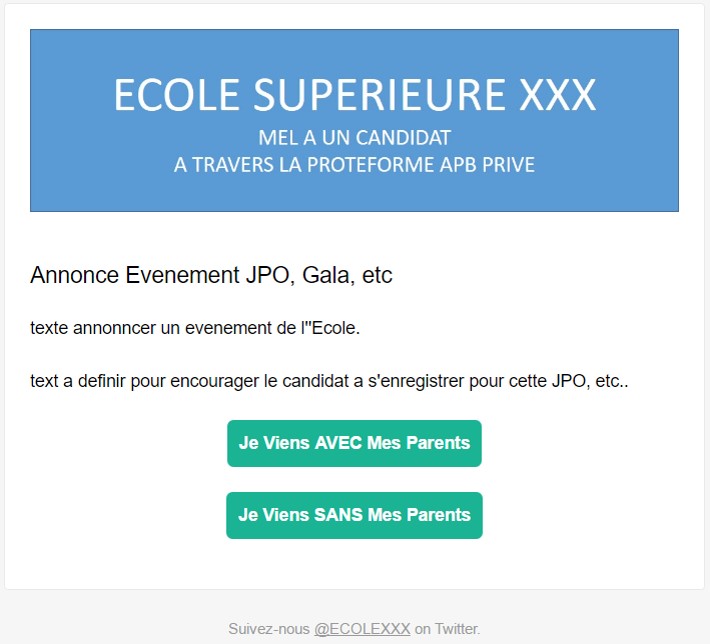 ECOLE SUPERIEURE XXX
MEL A UN CANDIDAT
A TRAVERS LA PROTEFORME APB PRIVE
Annonce Evenement JPO, Gala, etc
texte annonncer un evenement de l''Ecole.
text a definir pour encourager le candidat a s'enregistrer pour cette JPO, etc..
Je Viens AVEC Mes Parents
Je Viens SANS Mes Parents
Suivez-nous @ECOLEXXX on Twitter.